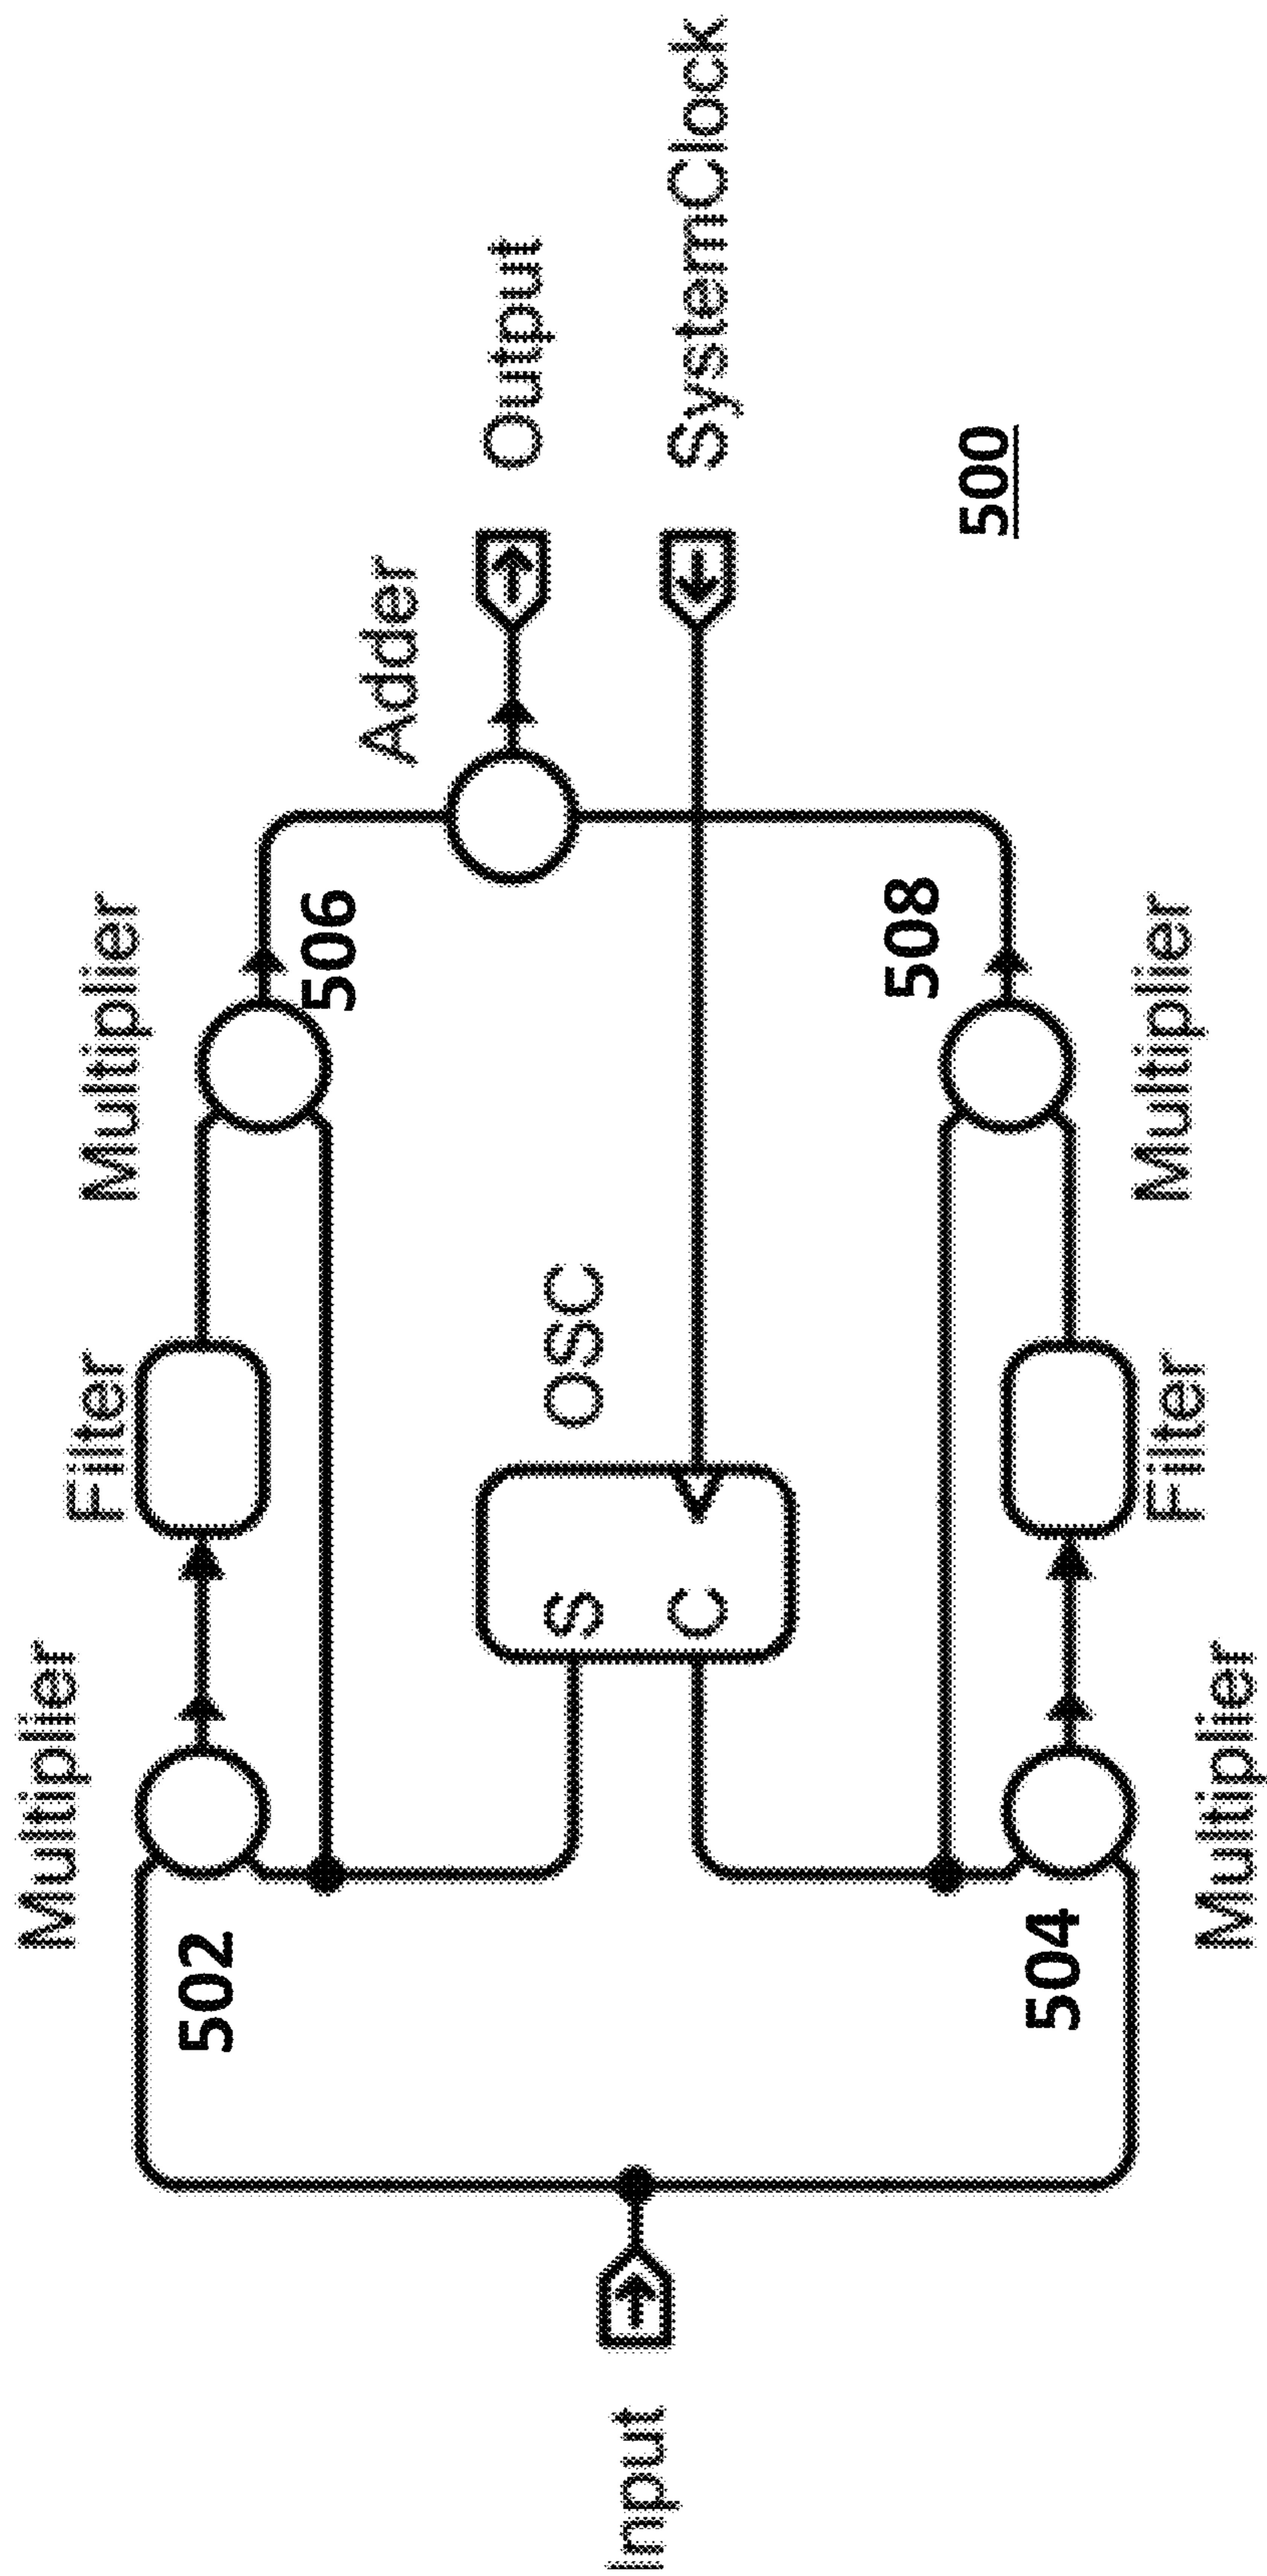 Multiplier
Filter
Multiplier
Adder
502
506
Output
Input
S
C
OSC
SystemClock
504
508
500
Multiplier
Filter
Multiplier